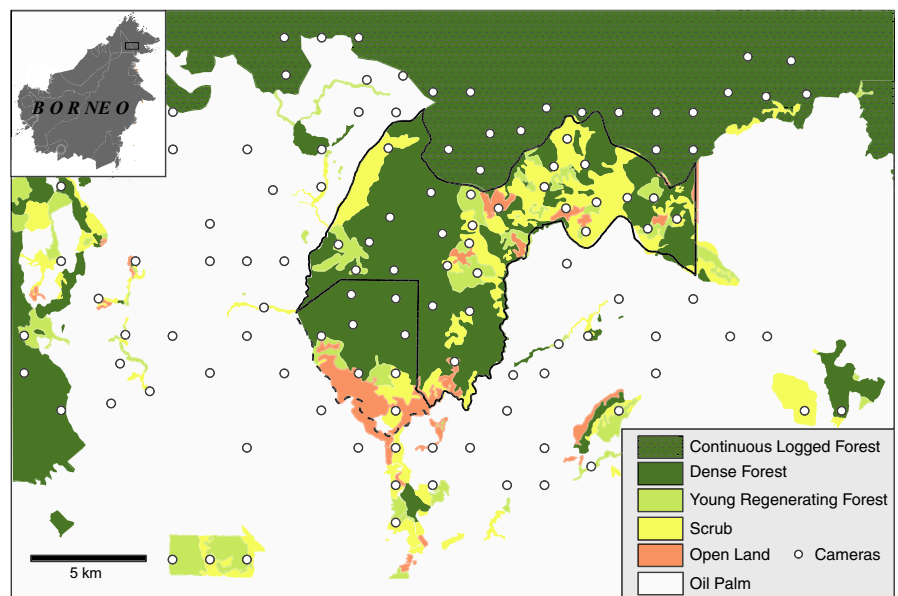 BORNEO
Continuous Logged Forest
Dense Forest
Young Regenerating Forest
Scrub
Open Land
Cameras
Oil Palm
5 km